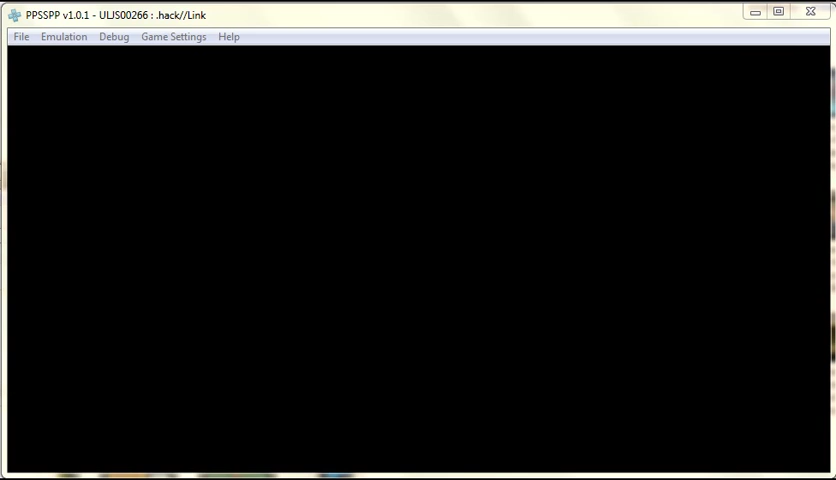 PPSSPP v1.0.1 - ULJS00266 : .hack//Link
File Emulation Debug Game Settings Help